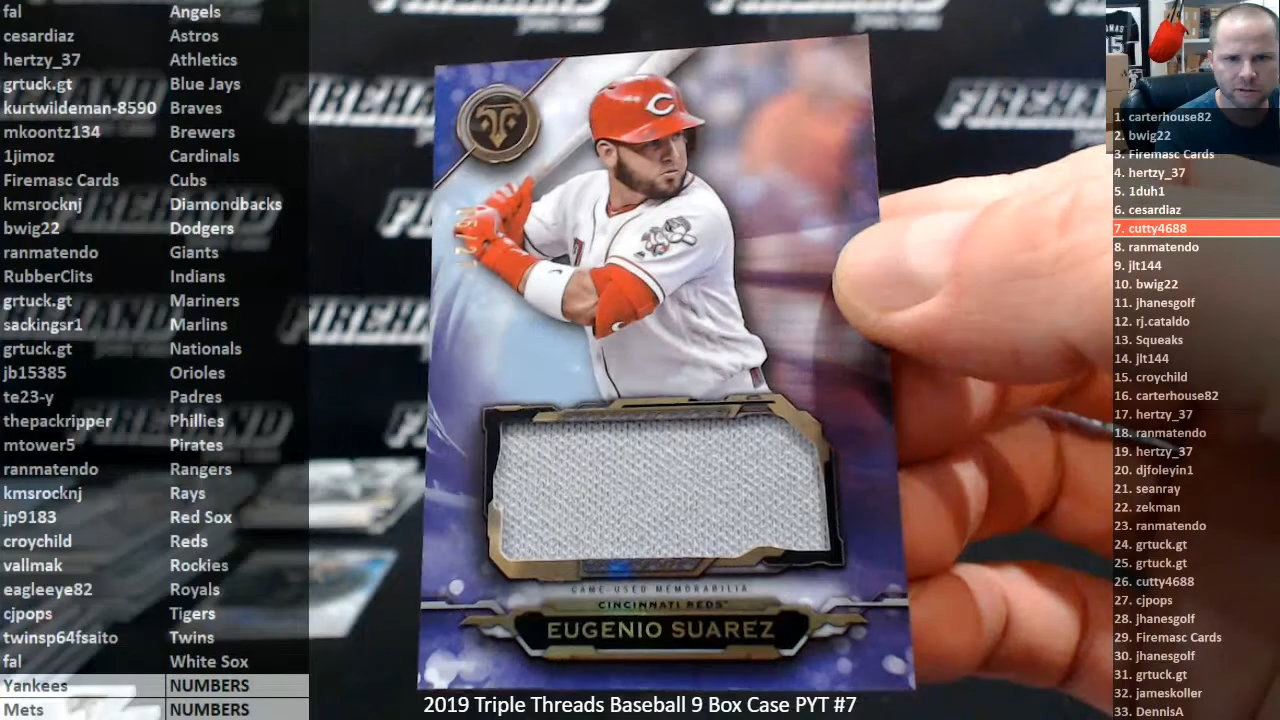 fal Angels
cesardiaz Astros
hertzy_37 Athletics
grtuck.gt Blue Jays
kurtwildeman-8590 Braves
mkoontz134 Brewers
1jimoz Cardinals
Firemasc Cards Cubs
kmsrocknj Diamondbacks
bwig22 Dodgers
ranmatendo Giants
RubberClits Indians
grtuck.gt Mariners
sackingsr1 Marlins
grtuck.gt Nationals
jb15385 Orioles
te23-y Padres
thepackripper Phillies
mtower5 Pirates
ranmatendo Rangers
kmsrocknj Rays
jp9183 Red Sox
croychild Reds
vallmak Rockies
eagleeye82 Royals
cjpops Tigers
twinsp64fsaito Twins
fal White Sox
Yankees NUMBERS
Mets NUMBERS
GAME-USED MEMORABILIA
CINCINNATI REDS
EUGENIO SUAREZ
2019 Triple Threads Baseball 9 Box Case PYT #7
1. carterhouse82
2. bwig22
3. Firemasc Cards
4. hertzy_37
5. 1duh1
6. cesardiaz
7. cutty4688
8. ranmatendo
9. jlt144
10. bwig22
11. jhanesgolf
12. rj.cataldo
13. Squeaks
14. jlt144
15. croychild
16. carterhouse82
17. hertzy_37
18. ranmatendo
19. hertzy_37
20. djfoleyin1
21. seanray
22. zekman
23. ranmatendo
24. grtuck.gt
25. grtuck.gt
26. cutty4688
27. cjpops
28. jhanesgolf
29. Firemasc Cards
30. jhanesgolf
31. grtuck.gt
32. jameskoller
33. DennisA